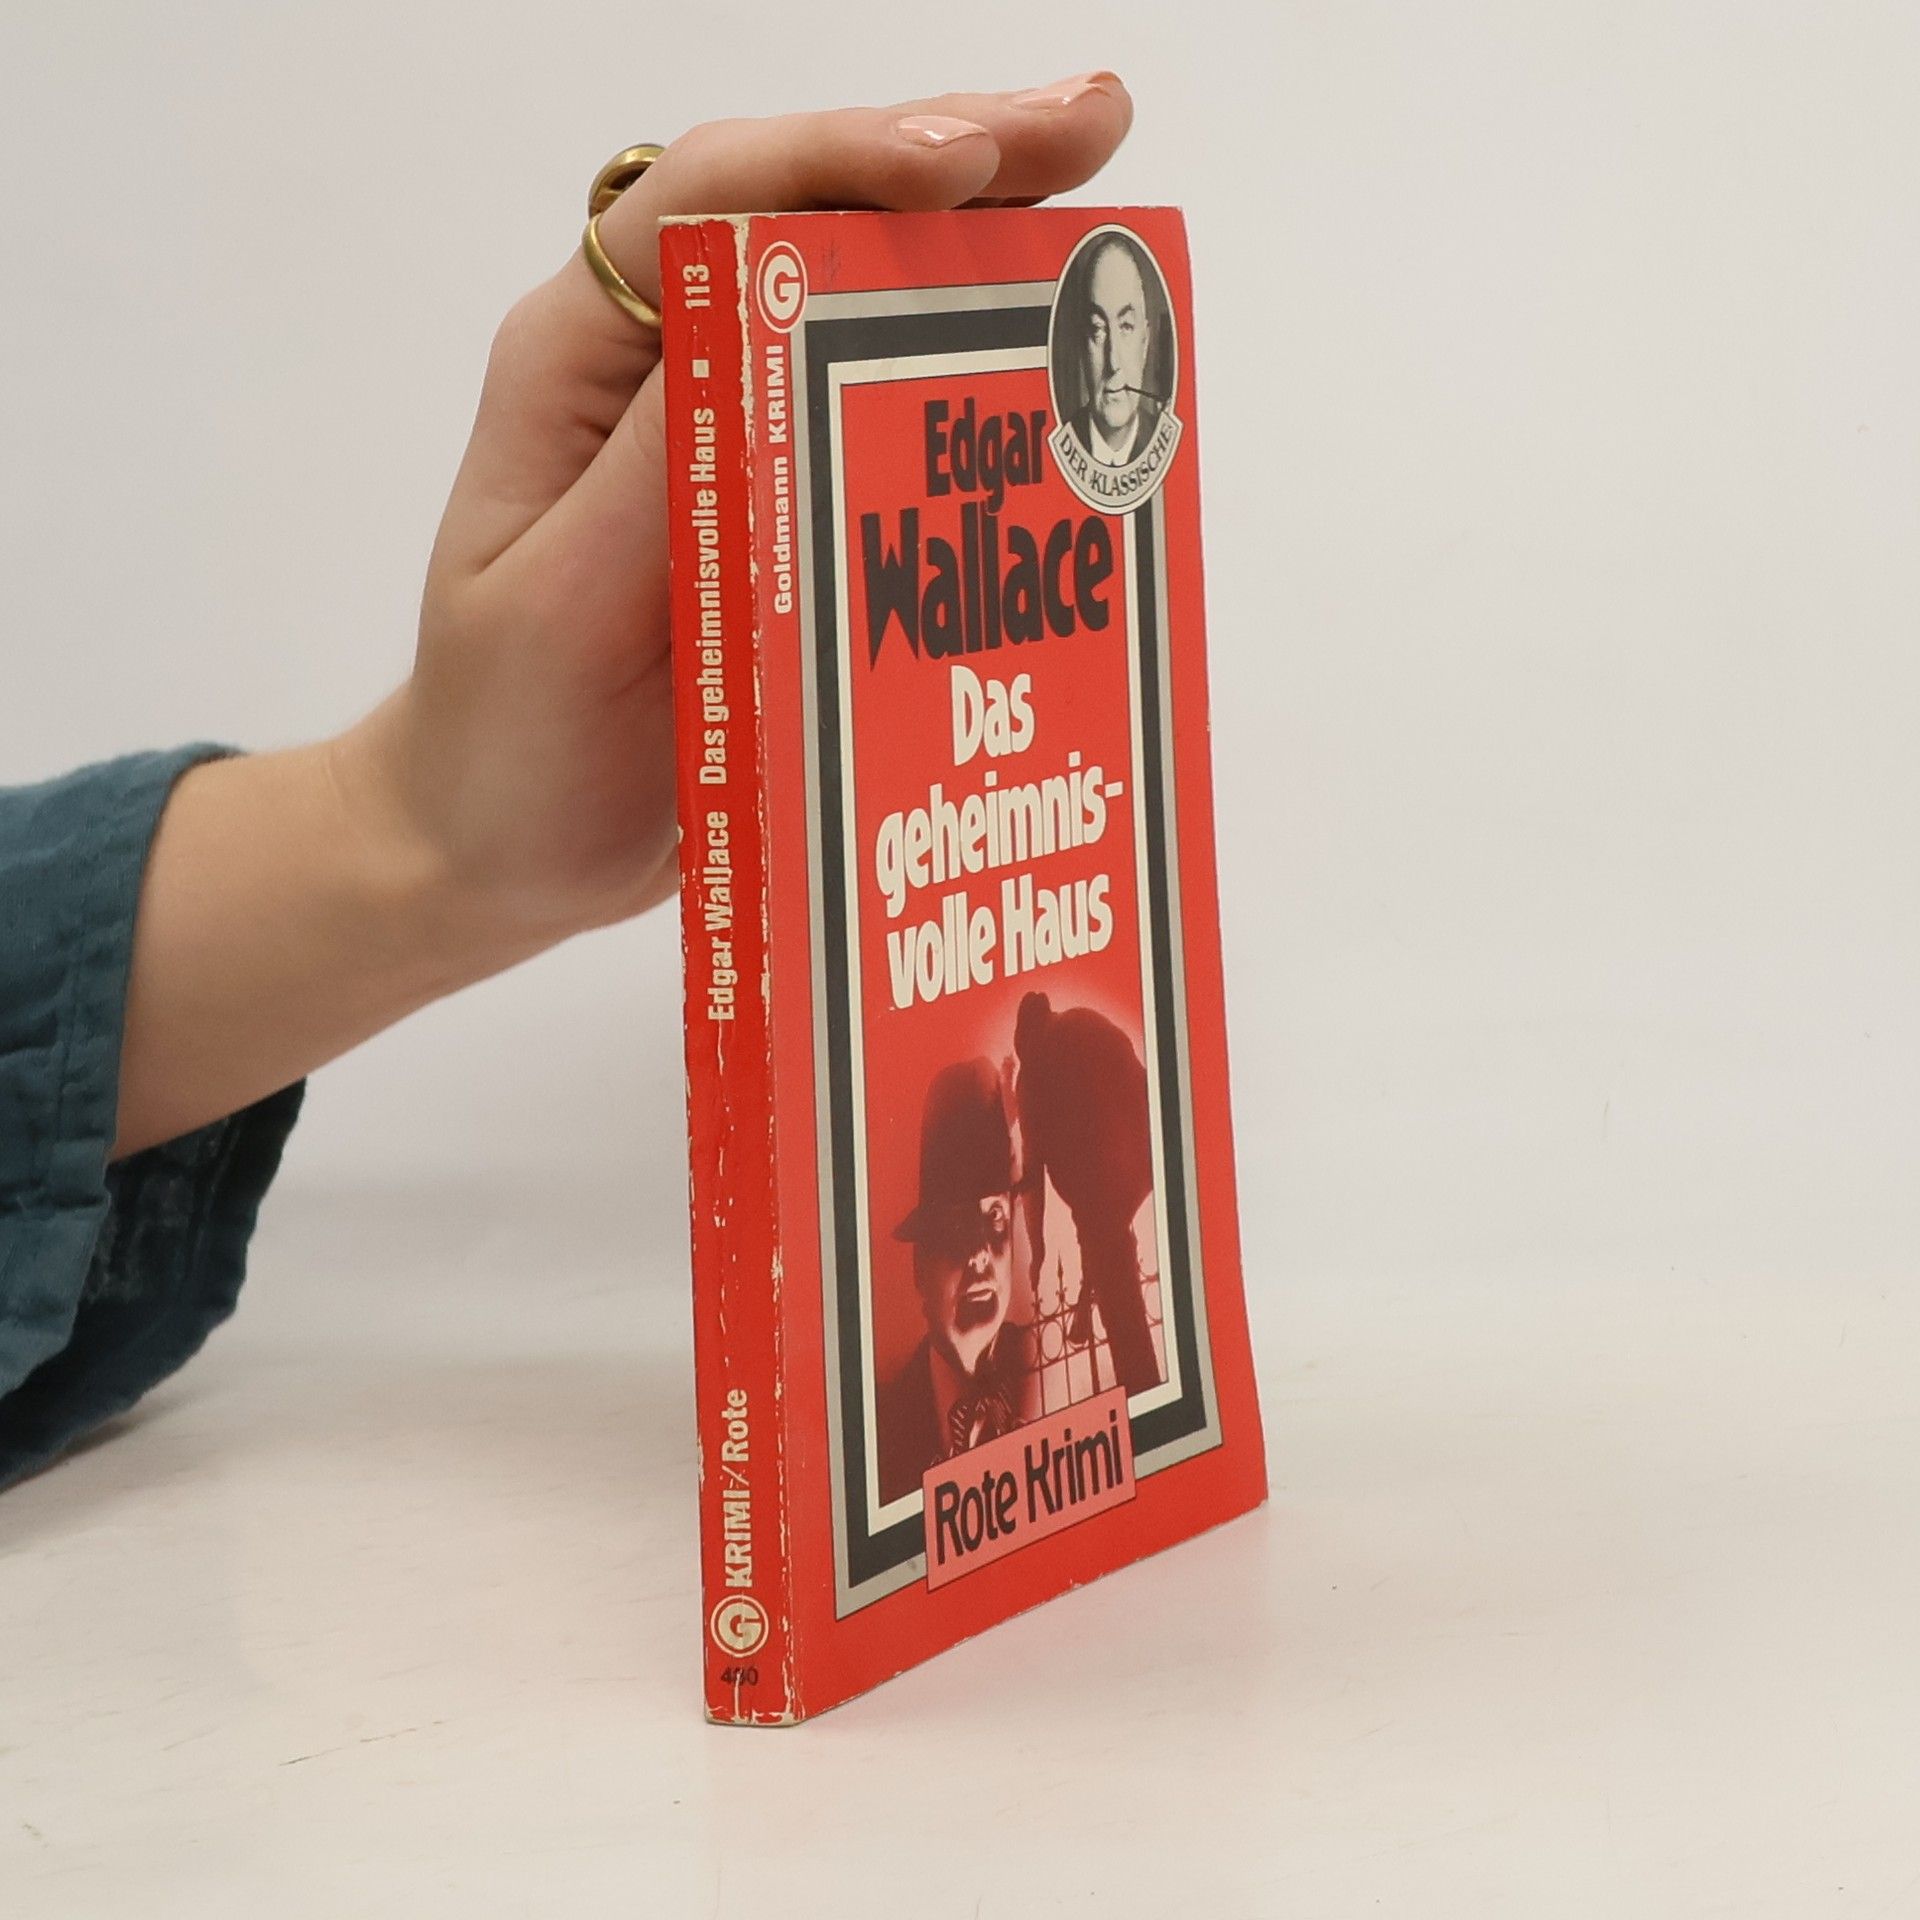 Edgar Wallace Das geheimnisvolle Haus ■ 113
KRIMI/Rote
G
G
Goldmann KRIMI
DER KLASSISCHE
Edgar
Wallace
Das
geheimnis-
volle Haus
Rote Krimi